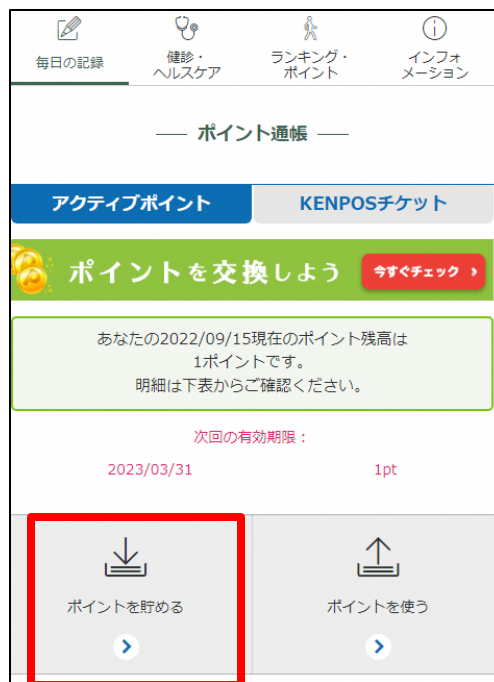 毎日の記録
健診・
ヘルスケア
ランキング・
ポイント
インフォ
メーション
ポイント通帳
アクティブポイント
KENPOSチケット
ポイントを交換しよう
今すぐチェック
あなたの2022/09/15現在のポイント残高は
1ポイントです。
明細は下表からご確認ください。
次回の有効期限：
2023/03/31 1pt
ポイントを貯める
ポイントを使う